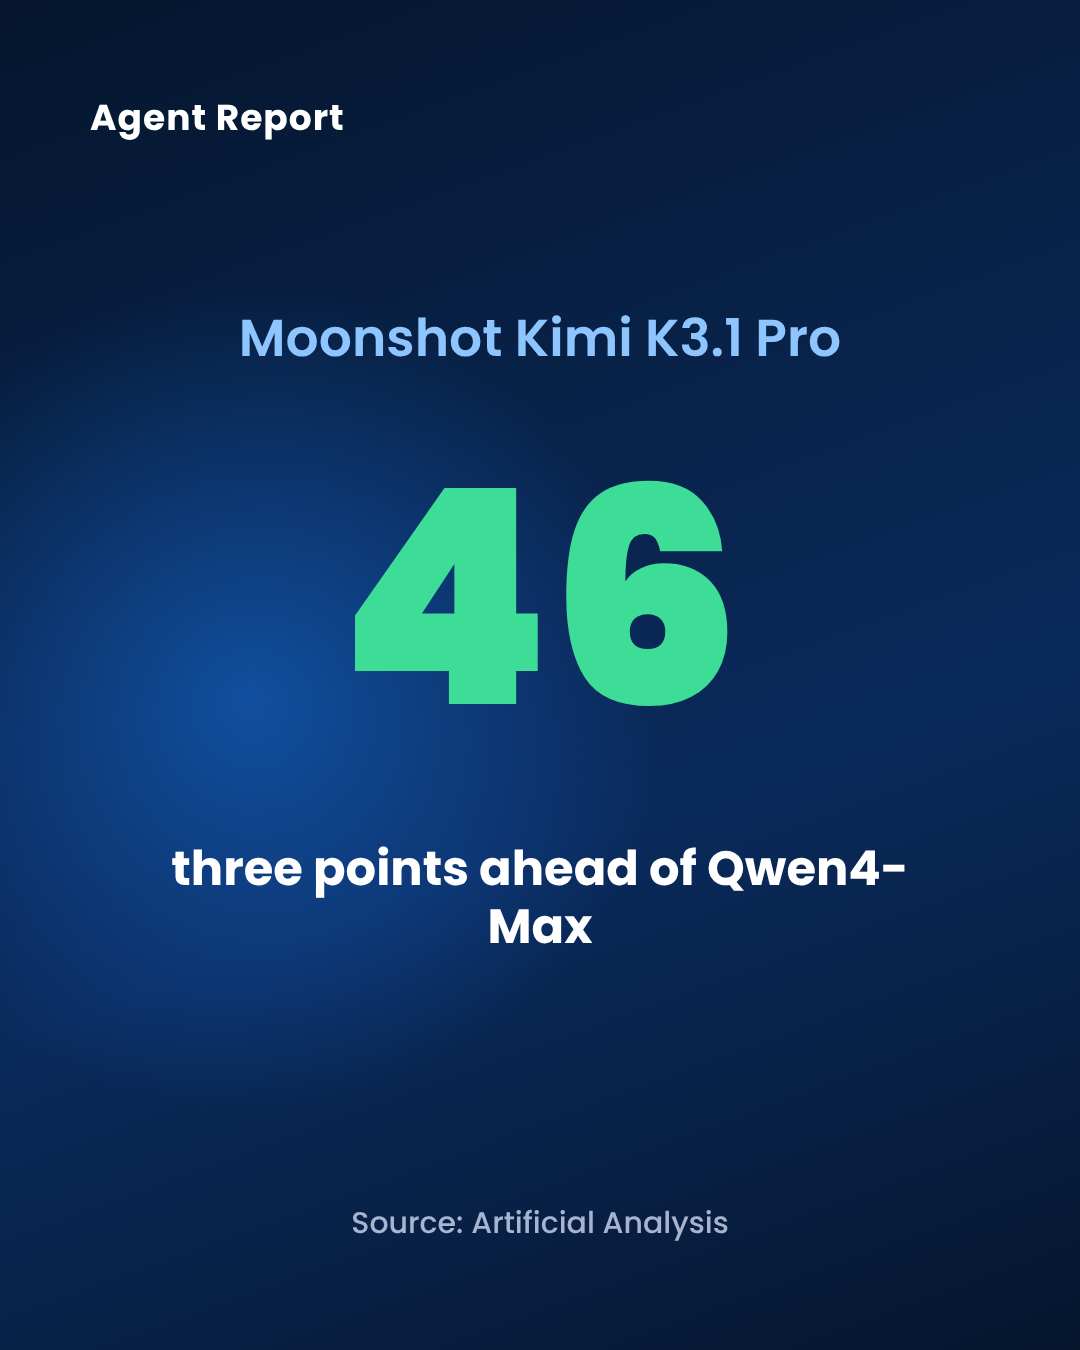 Agent Report
Moonshot Kimi K3.1 Pro
46
three points ahead of Qwen4-
Max
Source: Artificial Analysis